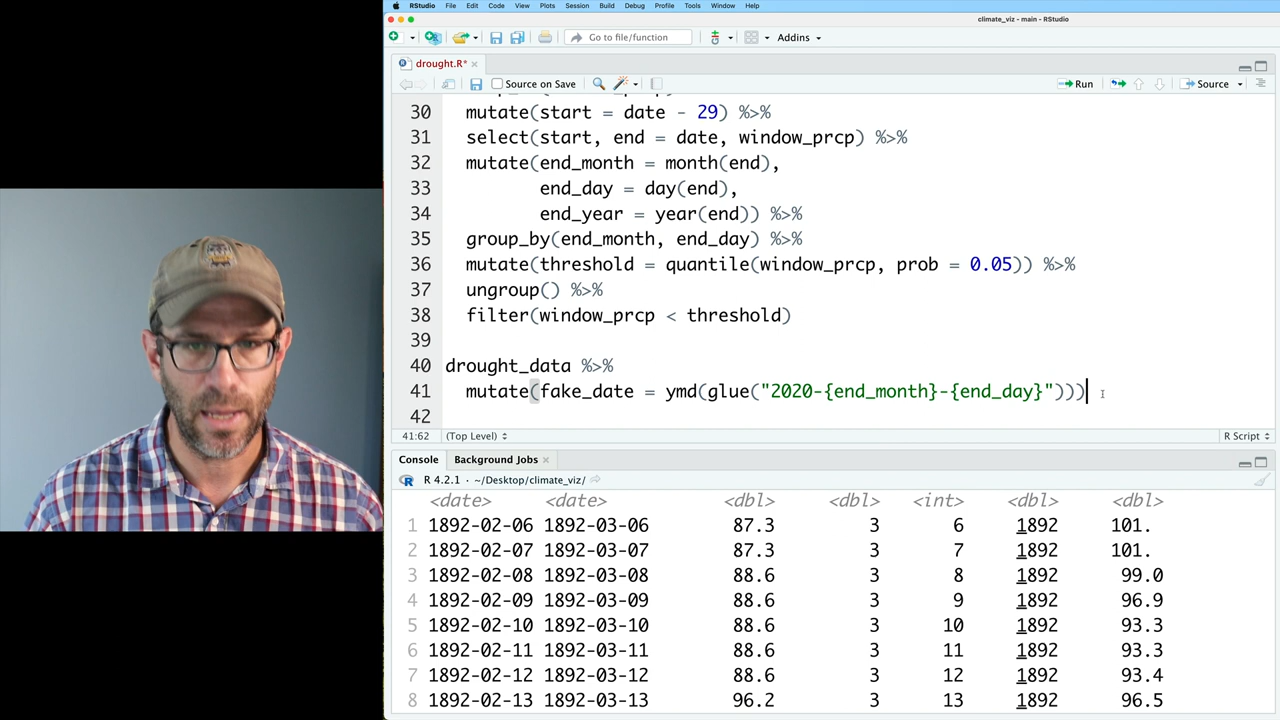 RStudio File Edit Code View Plots Session Build Debug Profile Tools Window Help
climate_viz - main - RStudio
Go to file/function Addins
drought.R*
Source on Save Run Source
30 mutate(start = date - 29) %>%
31 select(start, end = date, window_prcp) %>%
32 mutate(end_month = month(end),
33 end_day = day(end),
34 end_year = year(end)) %>%
35 group_by(end_month, end_day) %>%
36 mutate(threshold = quantile(window_prcp, prob = 0.05)) %>%
37 ungroup() %>%
38 filter(window_prcp < threshold)
39
40 drought_data %>%
41 mutate(fake_date = ymd(glue("2020-{end_month}-{end_day}")))
42
41:62 (Top Level) R Script
Console Background Jobs
R 4.2.1 · ~/Desktop/climate_viz/
<date> <date> <dbl> <dbl> <int> <dbl> <dbl>
1 1892-02-06 1892-03-06 87.3 3 6 1892 101.
2 1892-02-07 1892-03-07 87.3 3 7 1892 101.
3 1892-02-08 1892-03-08 88.6 3 8 1892 99.0
4 1892-02-09 1892-03-09 88.6 3 9 1892 96.9
5 1892-02-10 1892-03-10 88.6 3 10 1892 93.3
6 1892-02-11 1892-03-11 88.6 3 11 1892 93.3
7 1892-02-12 1892-03-12 88.6 3 12 1892 93.4
8 1892-02-13 1892-03-13 96.2 3 13 1892 96.5